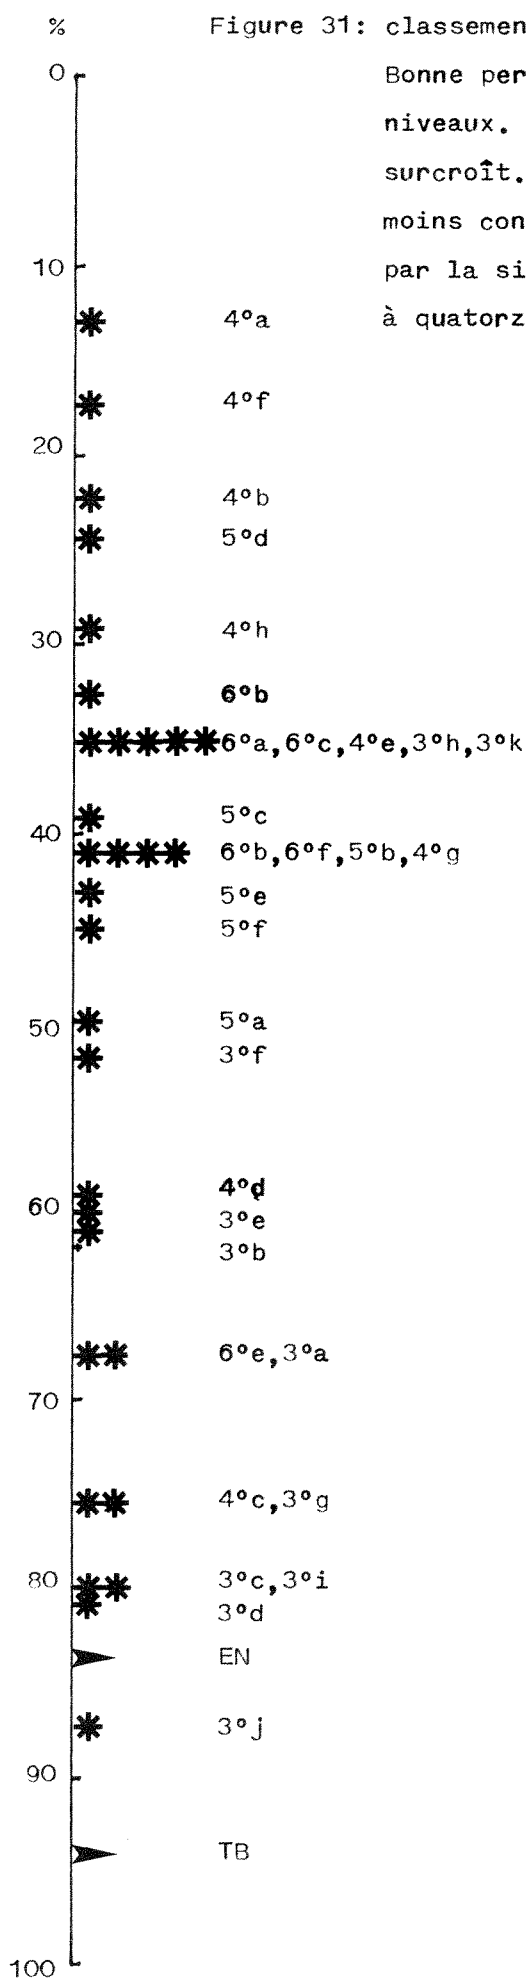 % Figure 31: classemen
0 Bonne per
niveaux.
surcroît.
moins con
10 par la si
4°a à quatorz
4°f
20
4°b
5°d
4°h
30
6°b
6°a,6°c,4°e,3°h,3°k
5°c
40
6°b,6°f,5°b,4°g
5°e
5°f
50 5°a
3°f
4°d
60
3°e
3°b
6°e,3°a
70
4°c,3°g
80 3°c,3°i
3°d
EN
3°j
90
TB
100